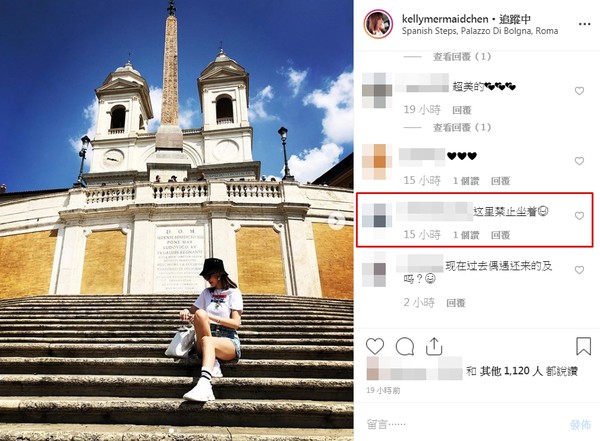 kellymermaidchen • 追蹤中
Spanish Steps, Palazzo Di Bolgna, Roma
查看回覆（1）
超美的
19 小時 回覆
查看回覆（1）
15 小時 1個讚 回覆
这里禁止坐着
15 小時 1個讚 回覆
现在过去偶遇还来的及
吗？
2 小時 回覆
和 其他 1,120 人 都說讚
19 小時前
留言⋯⋯ 發佈
D. O. M.